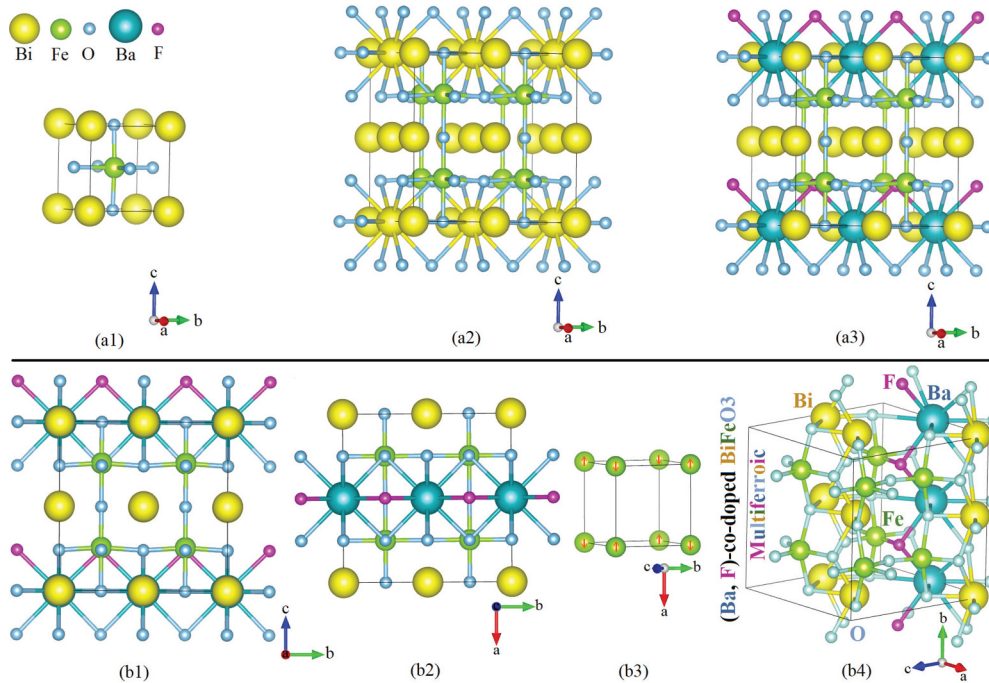 Bi Fe O Ba F
c
b
a
(a1)
c
b
a
(a2)
c
b
a
(a3)
c
b
a
(b1)
b
a
(b2)
c
b
a
(b3)
(Ba, F)-co-doped BiFeO3
Multiferroic
F
Ba
Bi
Fe
O
b
c
a
(b4)